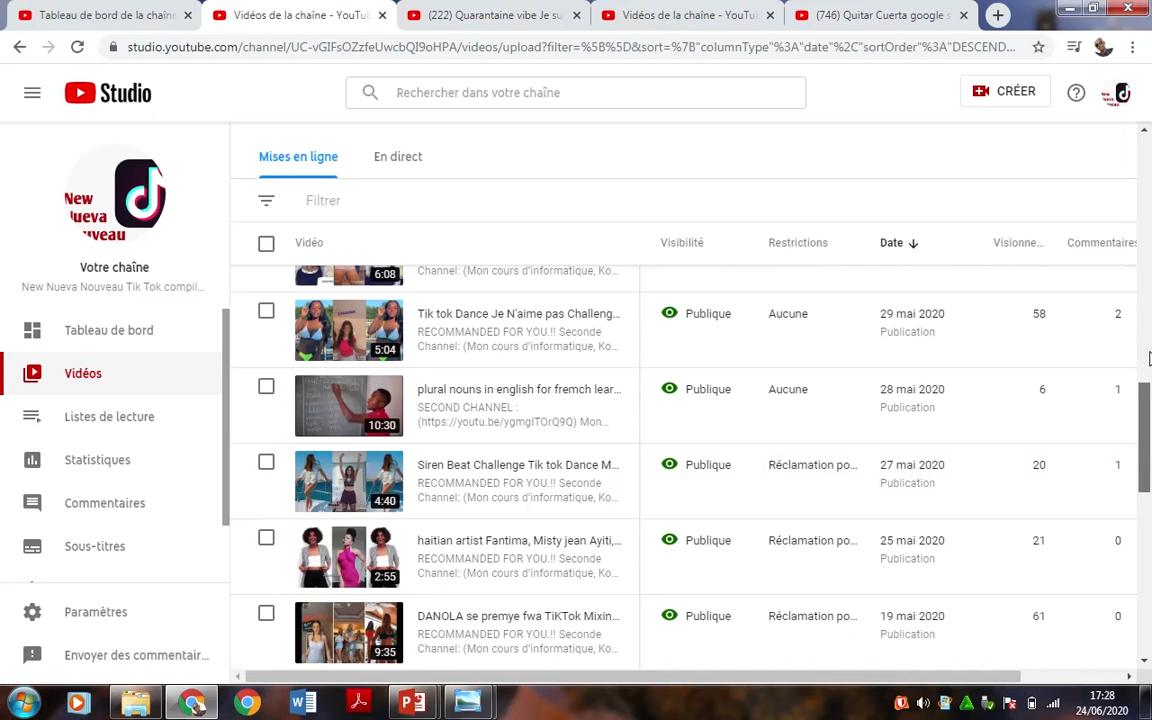 Tableau de bord de la chaîne
Vidéos de la chaîne - YouTu
(222) Quarantaine vibe Je su
Vidéos de la chaîne - YouTu
(746) Quitar Cuerta google s
studio.youtube.com/channel/UC-vGIFsOZzfeUwcbQI9oHPA/videos/upload?filter=%5B%5D&sort=%7B"columnType"%3A"date"%2C"sortOrder"%3A"DESCEND...
Studio
Rechercher dans votre chaîne
CRÉER
New
Nueva
Nouveau
Votre chaîne
New Nueva Nouveau Tik Tok compil...
Tableau de bord
Vidéos
Listes de lecture
Statistiques
Commentaires
Sous-titres
Paramètres
Envoyer des commentair...
Mises en ligne
En direct
Filtrer
Vidéo
Visibilité
Restrictions
Date
Visionne...
Commentaires
6:08
Channel: (Mon cours d'informatique, Ko...
5:04
Tik tok Dance Je N'aime pas Challeng...
RECOMMANDED FOR YOU.!! Seconde
Channel: (Mon cours d'informatique, Ko...
Publique
Aucune
29 mai 2020
Publication
58
2
10:30
plural nouns in english for fremch lear...
SECOND CHANNEL :
(https://youtu.be/ygmgITOrQ9Q) Mon...
Publique
Aucune
28 mai 2020
Publication
6
1
4:40
Siren Beat Challenge Tik tok Dance M...
RECOMMANDED FOR YOU.!! Seconde
Channel: (Mon cours d'informatique, Ko...
Publique
Réclamation po...
27 mai 2020
Publication
20
1
2:55
haitian artist Fantima, Misty jean Ayiti,...
RECOMMANDED FOR YOU.!! Seconde
Channel: (Mon cours d'informatique, Ko...
Publique
Réclamation po...
25 mai 2020
Publication
21
0
9:35
DANOLA se premye fwa TiKTok Mixin...
RECOMMANDED FOR YOU.!! Seconde
Channel: (Mon cours d'informatique, Ko...
Publique
Réclamation po...
19 mai 2020
Publication
61
0
17:28
24/06/2020